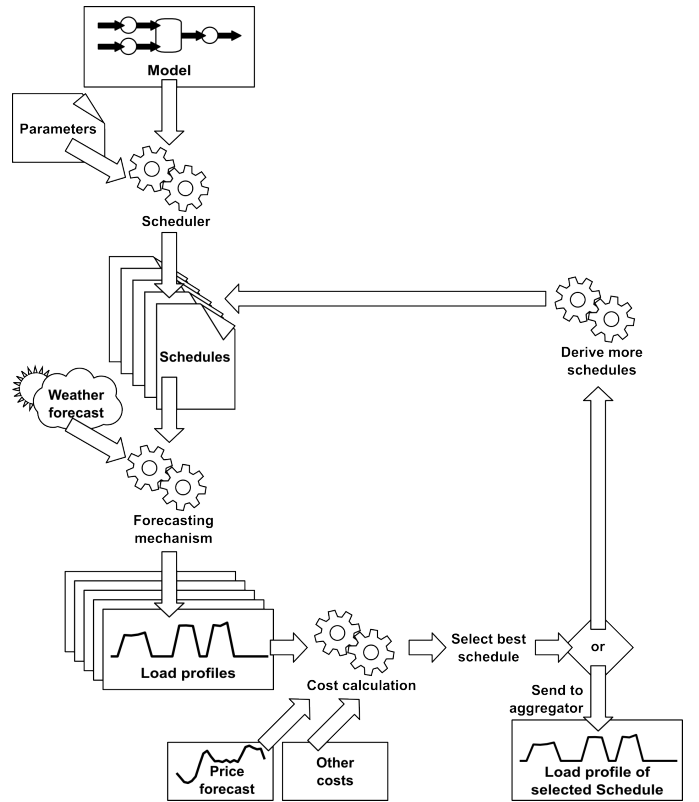 Model
Parameters
Scheduler
Schedules
Derive more
schedules
Weather
forecast
Forecasting
mechanism
Load profiles
Cost calculation
Select best
schedule
or
Send to
aggregator
Price
forecast
Other
costs
Load profile of
selected Schedule